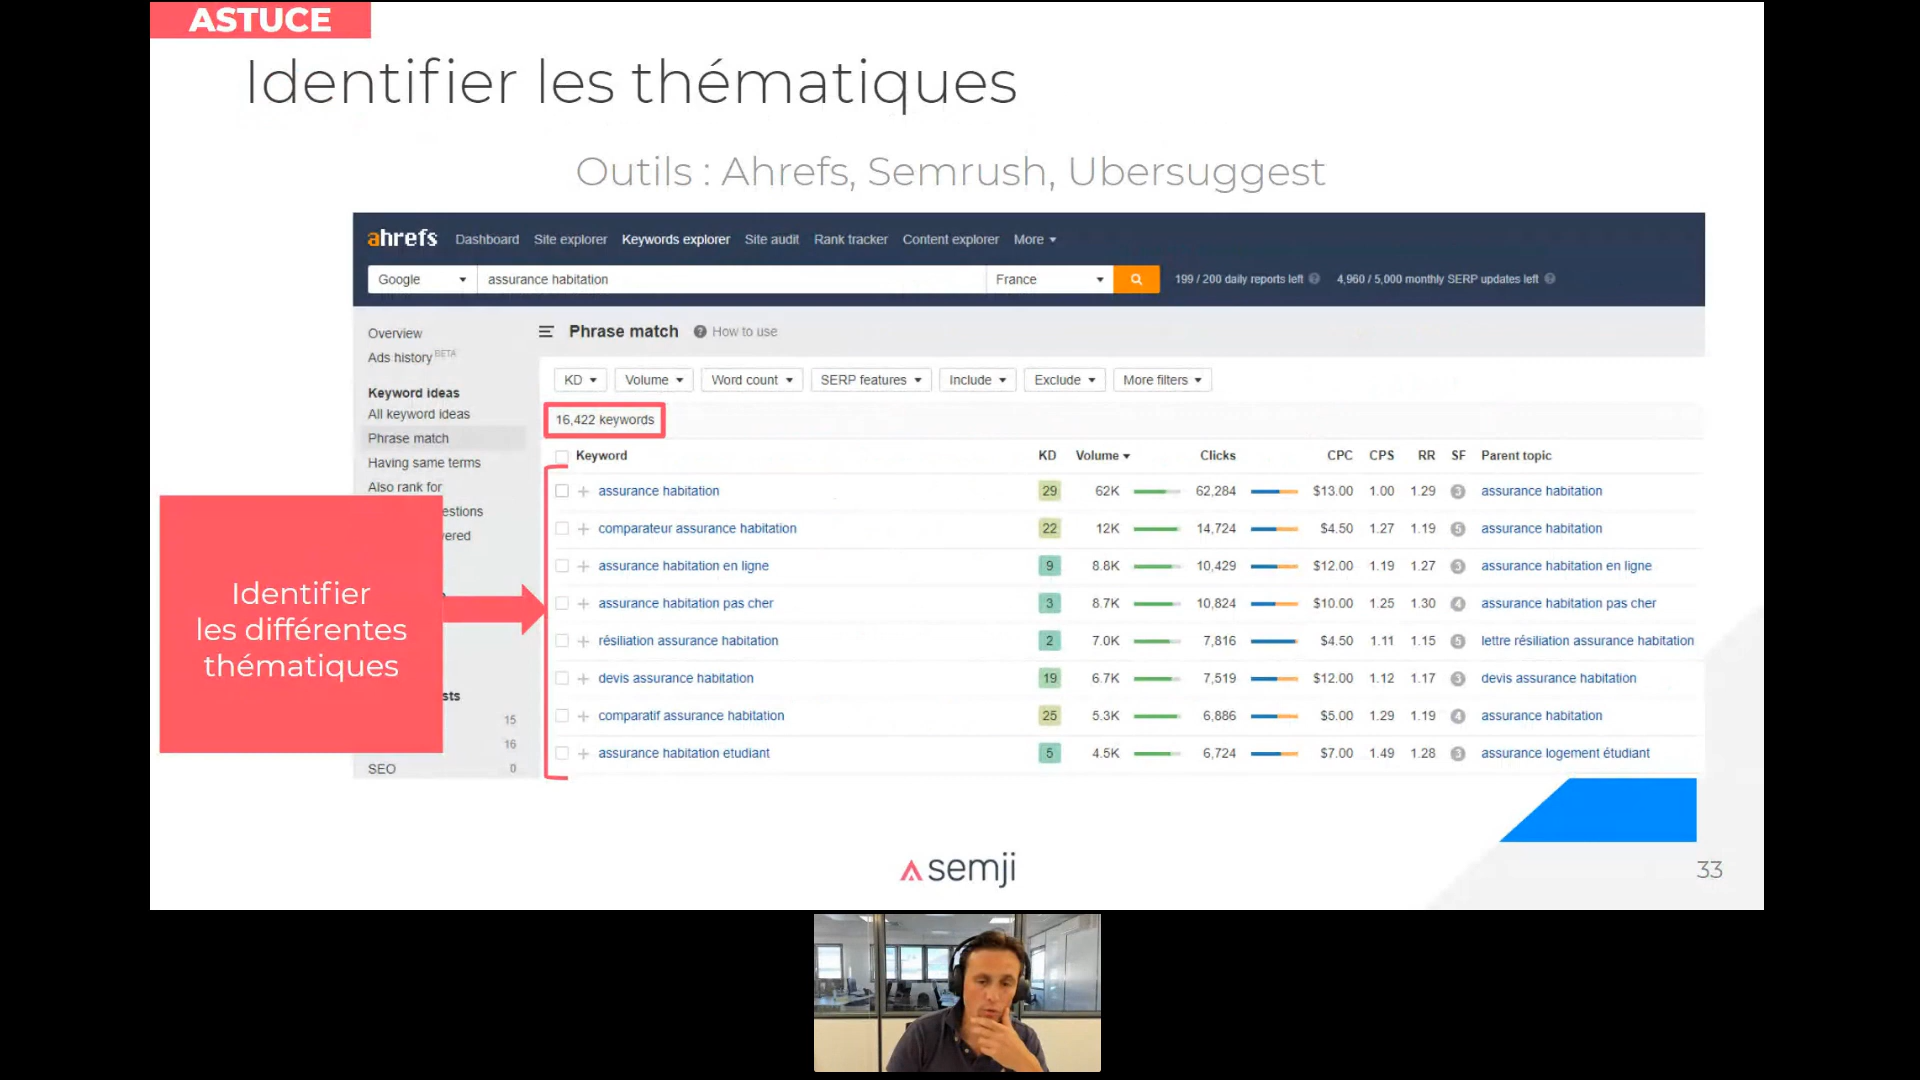 ASTUCE
Identifier les thématiques
Outils : Ahrefs, Semrush, Ubersuggest
ahrefs Dashboard Site explorer Keywords explorer Site audit Rank tracker Content explorer More
Google assurance habitation France 199 / 200 daily reports left 4,960 / 5,000 monthly SERP updates left
Overview
Ads history BETA
Keyword ideas
All keyword ideas
Phrase match
Having same terms
Also rank for
estions
ered
sts
15
16
SEO 0
Identifier
les différentes
thématiques
Phrase match How to use
KD Volume Word count SERP features Include Exclude More filters
16,422 keywords
Keyword KD Volume Clicks CPC CPS RR SF Parent topic
assurance habitation 29 62K 62,284 $13.00 1.00 1.29 3 assurance habitation
comparateur assurance habitation 22 12K 14,724 $4.50 1.27 1.19 5 assurance habitation
assurance habitation en ligne 9 8.8K 10,429 $12.00 1.19 1.27 3 assurance habitation en ligne
assurance habitation pas cher 3 8.7K 10,824 $10.00 1.25 1.30 4 assurance habitation pas cher
résiliation assurance habitation 2 7.0K 7,816 $4.50 1.11 1.15 5 lettre résiliation assurance habitation
devis assurance habitation 19 6.7K 7,519 $12.00 1.12 1.17 3 devis assurance habitation
comparatif assurance habitation 25 5.3K 6,886 $5.00 1.29 1.19 4 assurance habitation
assurance habitation etudiant 5 4.5K 6,724 $7.00 1.49 1.28 3 assurance logement étudiant
semji
33